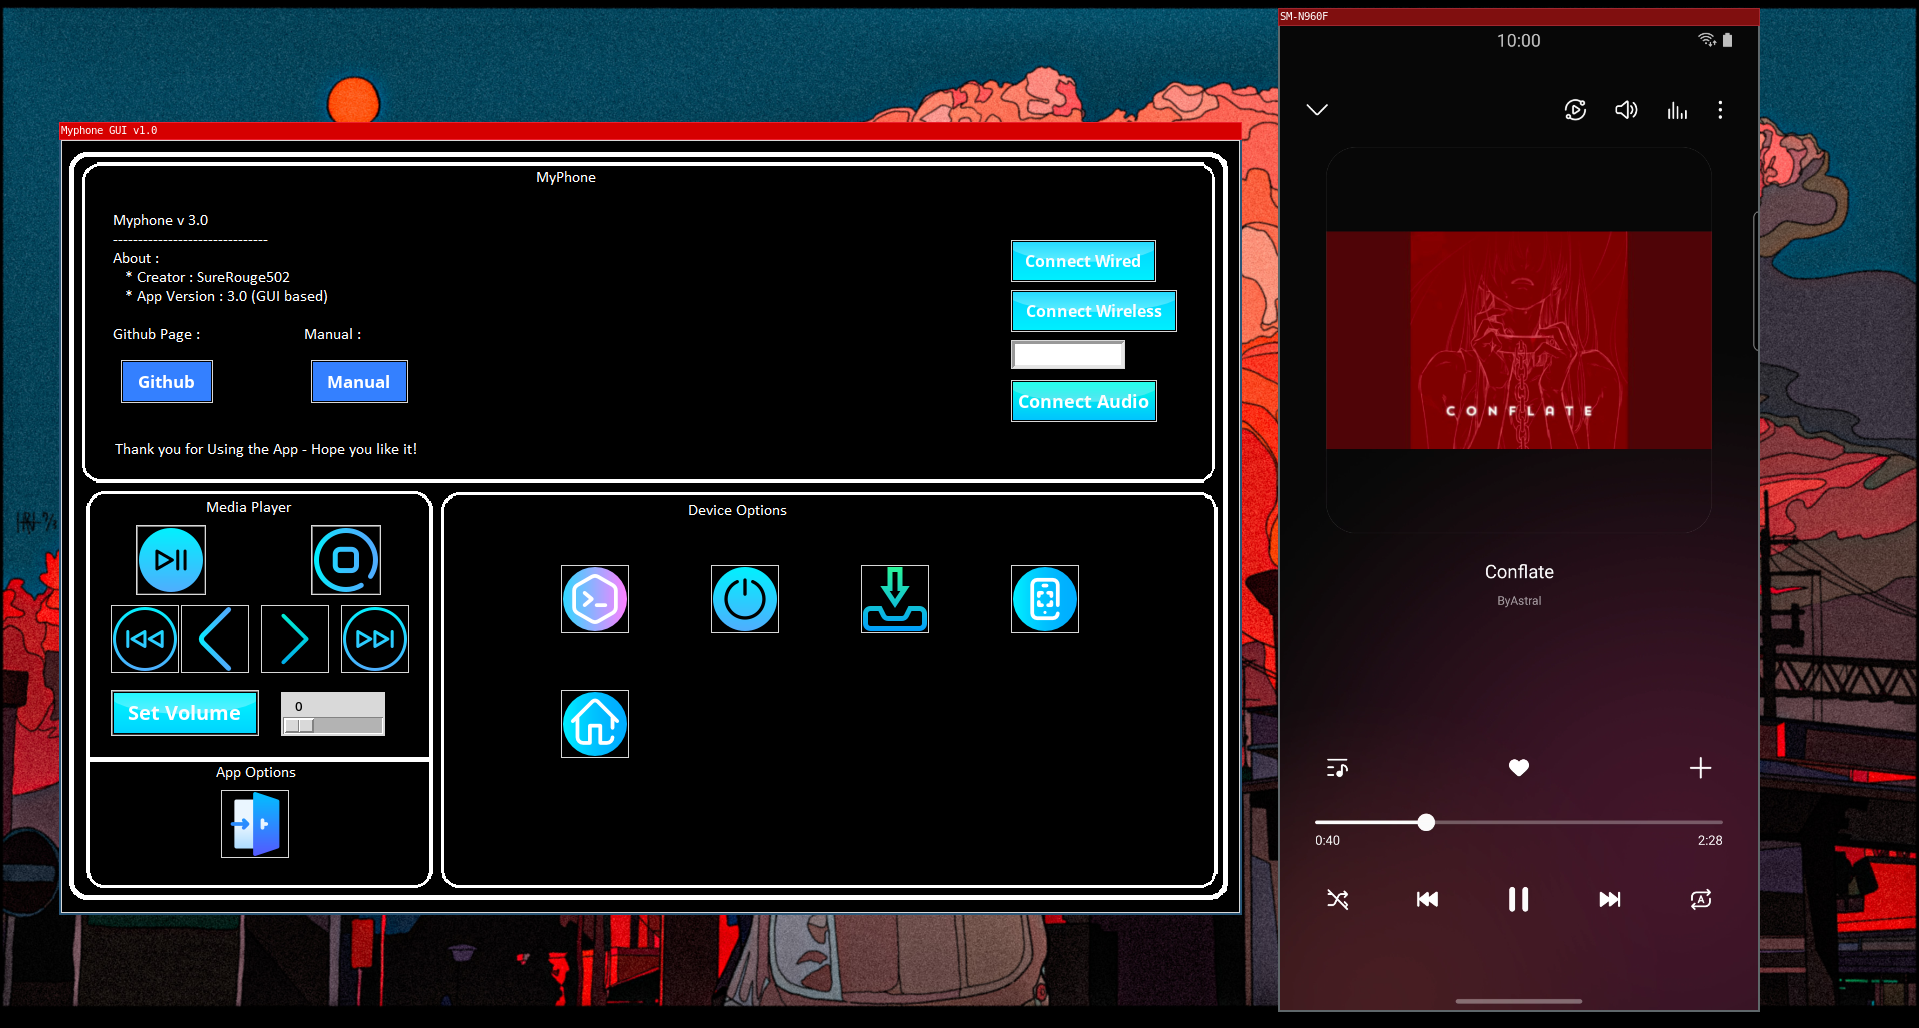 Myphone GUI v1.0
MyPhone
Myphone v 3.0
-------------------------------
About :
* Creator : SureRouge502
* App Version : 3.0 (GUI based)
Github Page :
Manual :
Github
Manual
Thank you for Using the App - Hope you like it!
Connect Wired
Connect Wireless
Connect Audio
Media Player
Set Volume
0
App Options
Device Options
SM-N960F
10:00
CONFLATE
Conflate
ByAstral
0:40
2:28
A